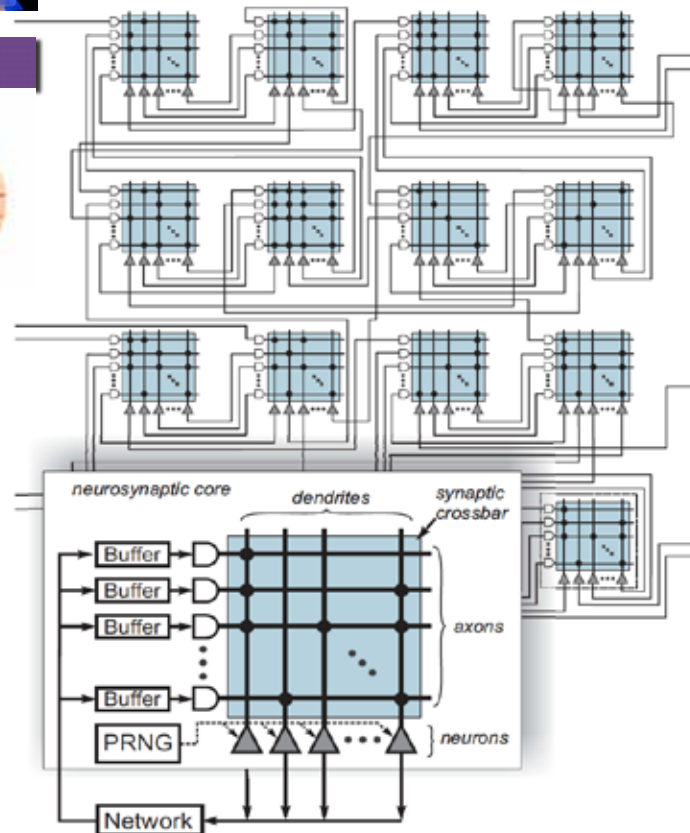 neurosynaptic core
dendrites
synaptic
crossbar
Buffer
Buffer
Buffer
axons
Buffer
PRNG
neurons
Network